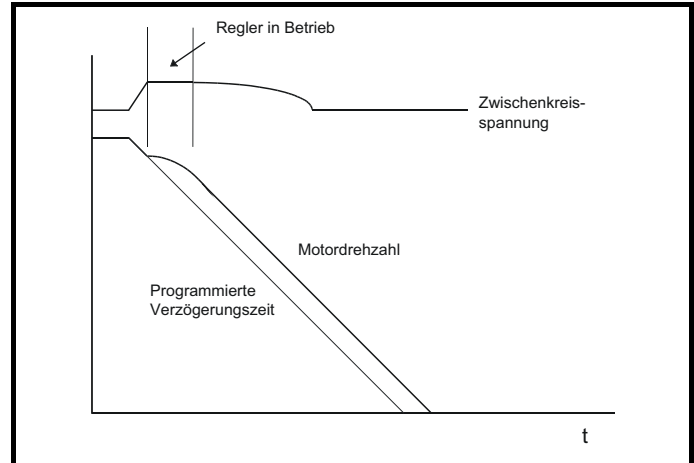 Regler in Betrieb
Zwischenkreis-
spannung
Motordrehzahl
Programmierte
Verzögerungszeit
t